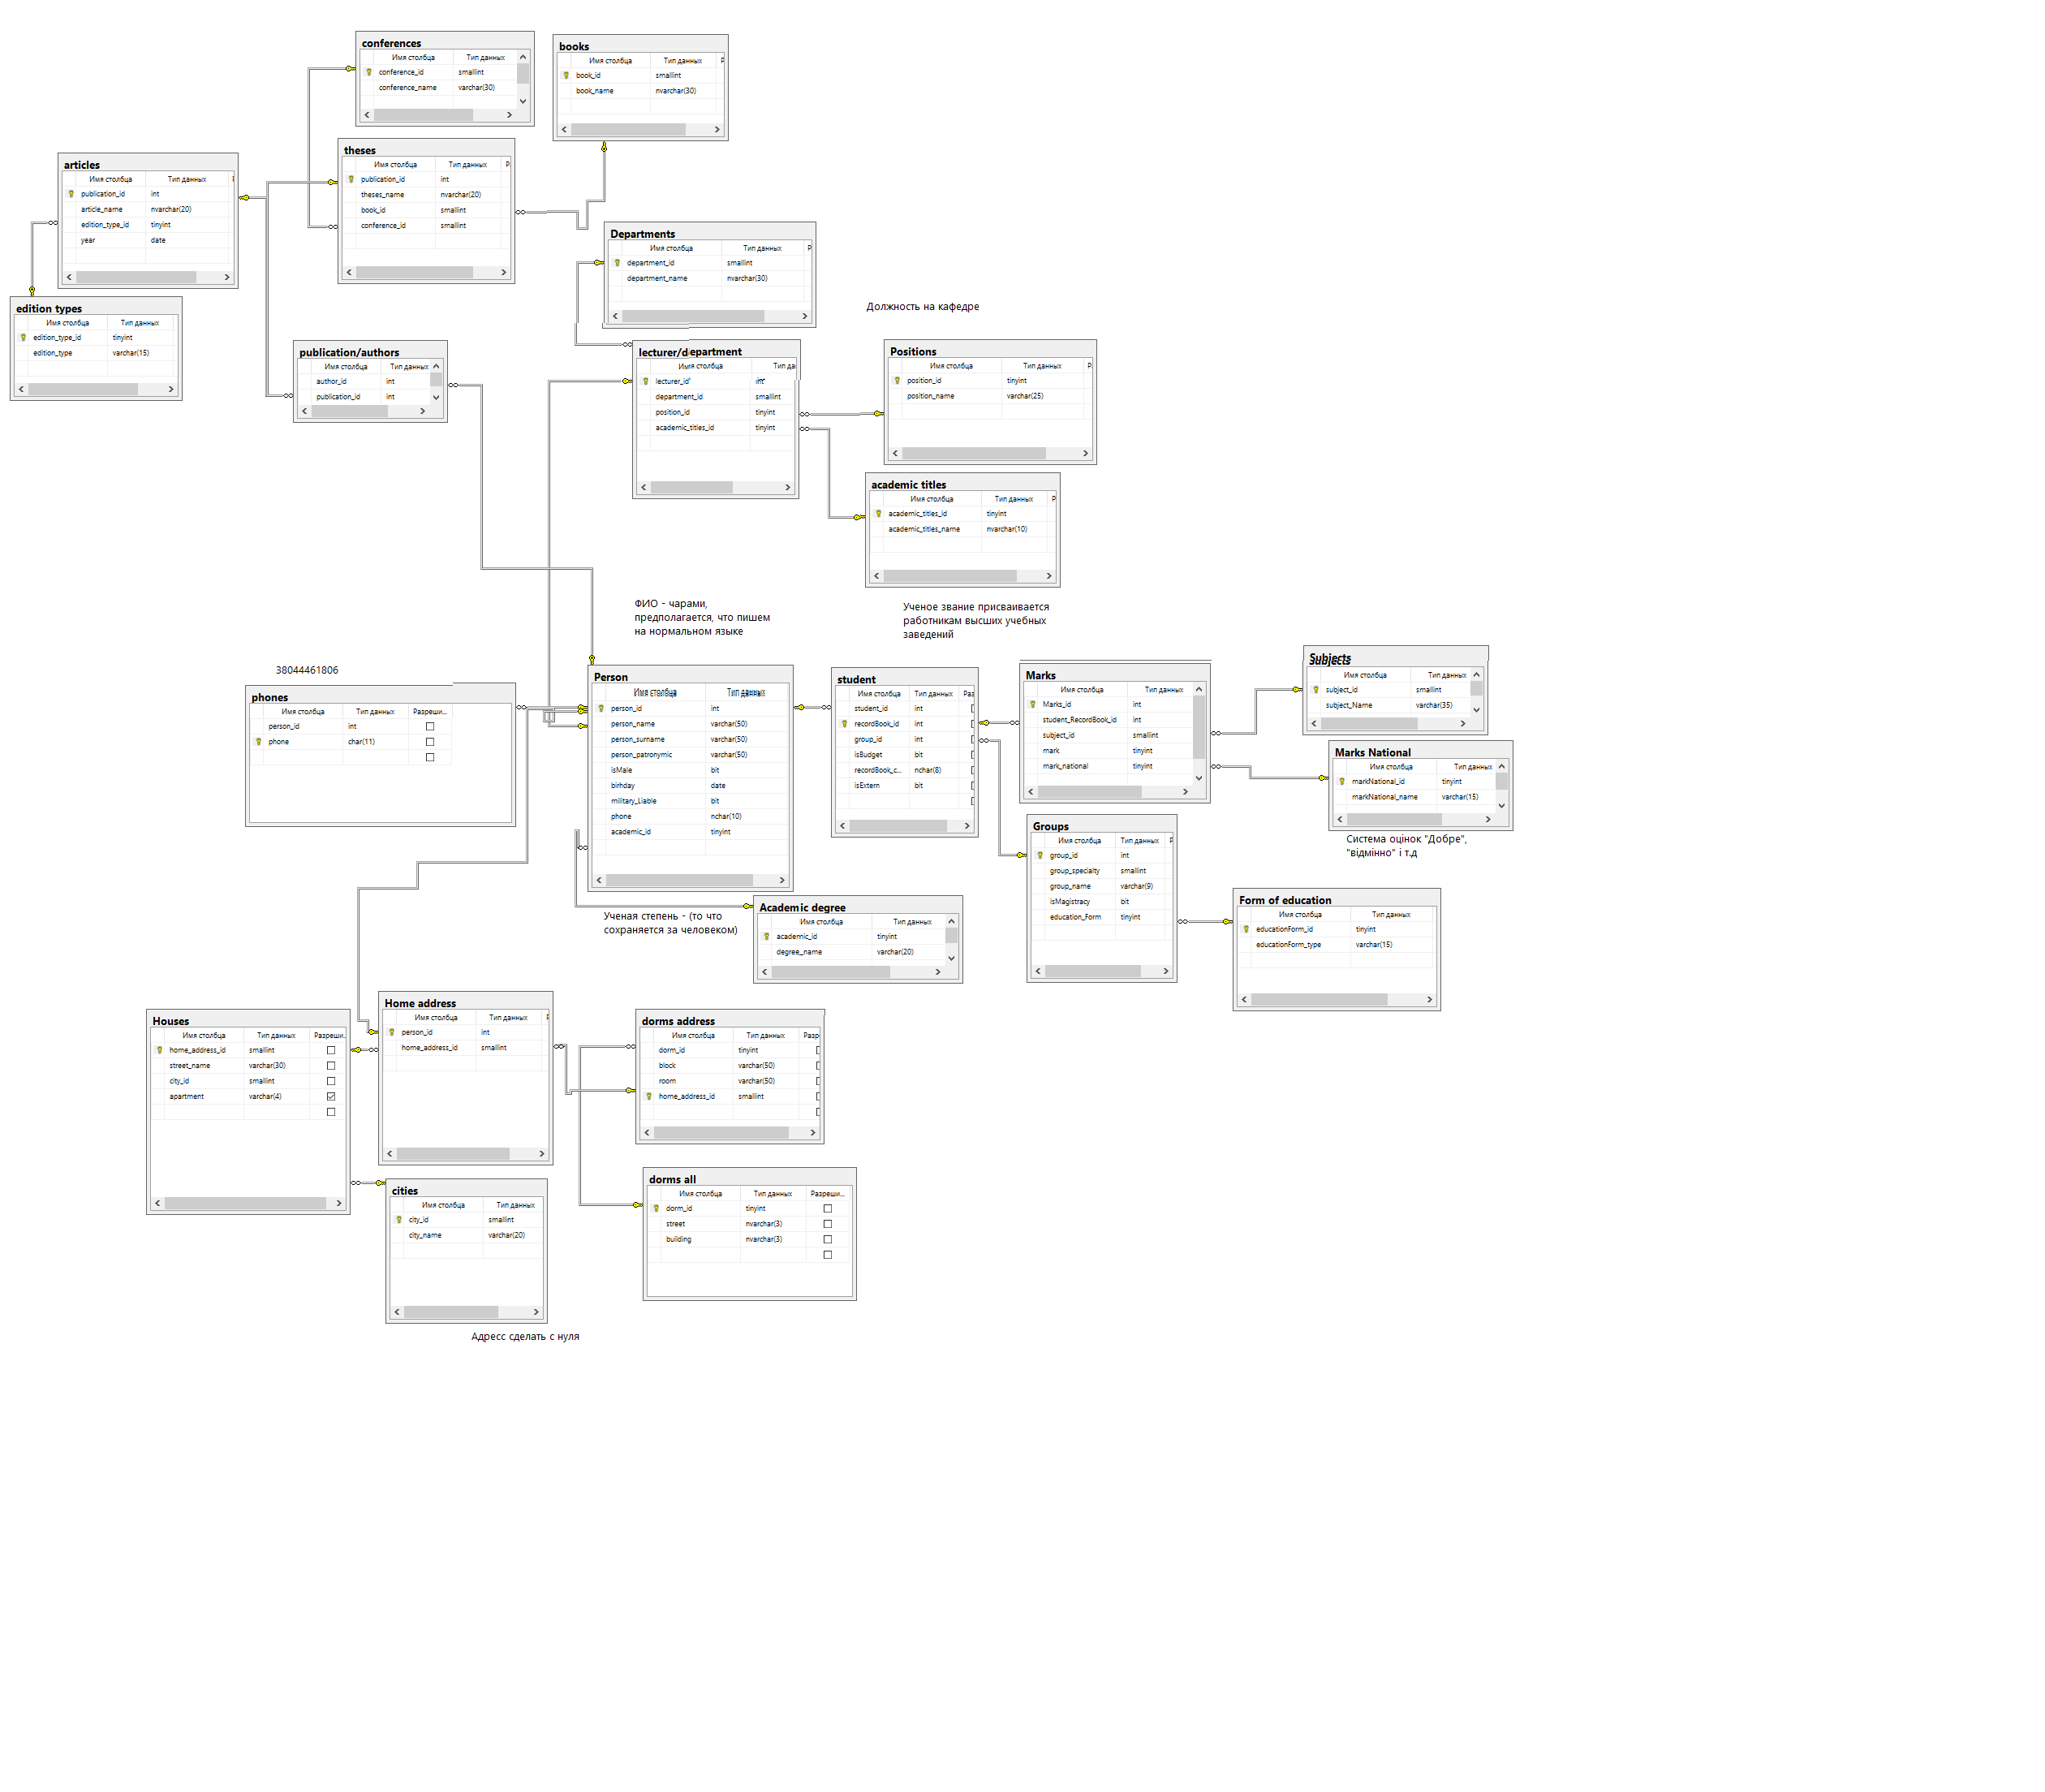 conferences
Имя столбца Тип данных
conference_id smallint
conference_name varchar(30)
books
Имя столбца Тип данных Р
book_id smallint
book_name nvarchar(30)
theses
Имя столбца Тип данных Р
publication_id int
theses_name nvarchar(20)
book_id smallint
conference_id smallint
articles
Имя столбца Тип данных
publication_id int
article_name nvarchar(20)
edition_type_id tinyint
year date
edition types
Имя столбца Тип данных
edition_type_id tinyint
edition_type varchar(15)
Departments
Имя столбца Тип данных Р
department_id smallint
department_name nvarchar(30)
Должность на кафедре
publication/authors
Имя столбца Тип данных
author_id int
publication_id int
lecturer/department
Имя столбца Тип да
lecturer_id int
department_id smallint
position_id tinyint
academic_titles_id tinyint
Positions
Имя столбца Тип данных Р
position_id tinyint
position_name varchar(25)
academic titles
Имя столбца Тип данных Р
academic_titles_id tinyint
academic_titles_name nvarchar(10)
ФИО - чарами,
предполагается, что пишем
на нормальном языке
Ученое звание присваивается
работникам высших учебных
заведений
38044461806
phones
Имя столбца Тип данных Разреши...
person_id int
phone char(11)
Person
Имя столбца Тип данных
person_id int
person_name varchar(50)
person_surname varchar(50)
person_patronymic varchar(50)
isMale bit
birhday date
military_Liable bit
phone nchar(10)
academic_id tinyint
student
Имя столбца Тип данных Раз
student_id int
recordBook_id int
group_id int
isBudget bit
recordBook_c... nchar(8)
isExtern bit
Marks
Имя столбца Тип данных
Marks_id int
student_RecordBook_id int
subject_id smallint
mark tinyint
mark_national tinyint
Subjects
Имя столбца Тип данных
subject_id smallint
subject_Name varchar(35)
Marks National
Имя столбца Тип данных
markNational_id tinyint
markNational_name varchar(15)
Система оцінок "Добре",
"відмінно" і т.д
Groups
Имя столбца Тип данных Р
group_id int
group_specialty smallint
group_name varchar(9)
isMagistracy bit
education_Form tinyint
Form of education
Имя столбца Тип данных
educationForm_id tinyint
educationForm_type varchar(15)
Ученая степень - (то что
сохраняется за человеком)
Academic degree
Имя столбца Тип данных
academic_id tinyint
degree_name varchar(20)
Houses
Имя столбца Тип данных Разреши..
home_address_id smallint
street_name varchar(30)
city_id smallint
apartment varchar(4)
Home address
Имя столбца Тип данных Р
person_id int
home_address_id smallint
dorms address
Имя столбца Тип данных Разр
dorm_id tinyint
block varchar(50)
room varchar(50)
home_address_id smallint
cities
Имя столбца Тип данных
city_id smallint
city_name varchar(20)
dorms all
Имя столбца Тип данных Разреши...
dorm_id tinyint
street nvarchar(3)
building nvarchar(3)
Адресс сделать с нуля